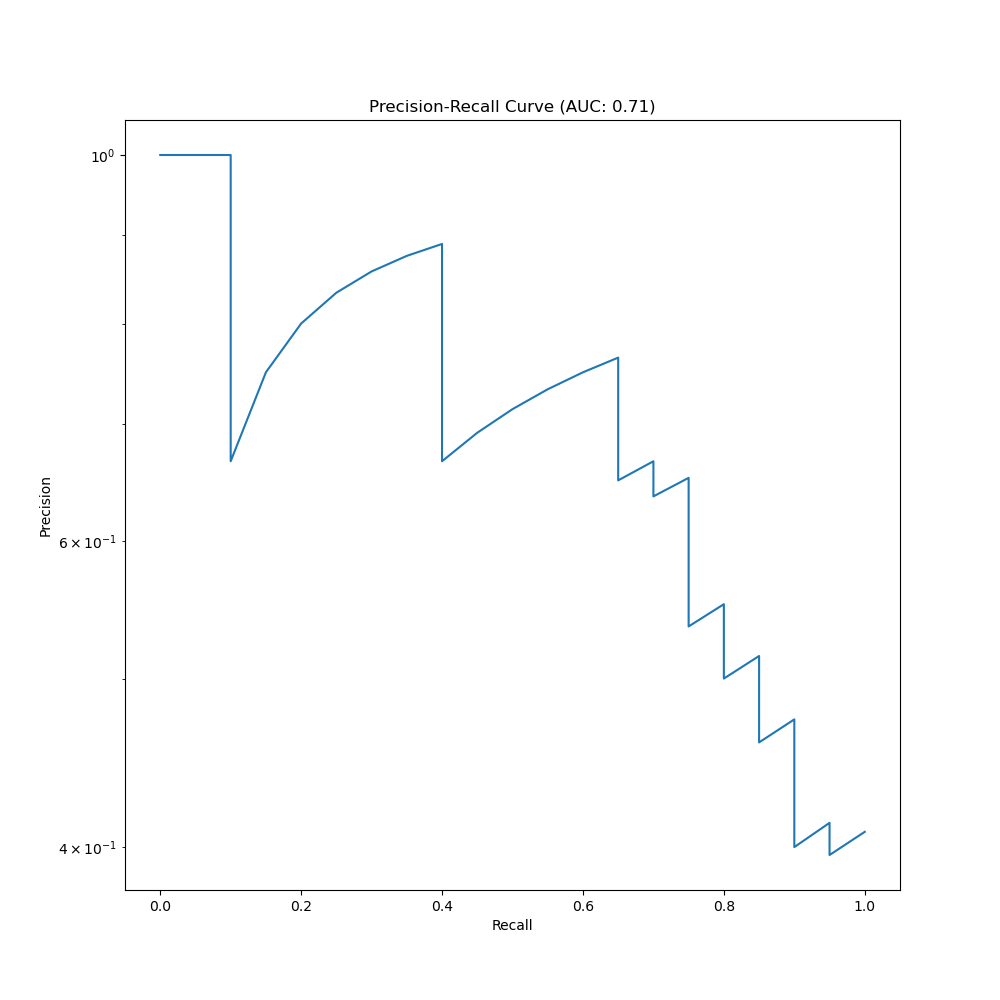 Precision-Recall Curve (AUC: 0.71)
10⁰
Precision
6 × 10⁻¹
4 × 10⁻¹
0.0 0.2 0.4 0.6 0.8 1.0
Recall